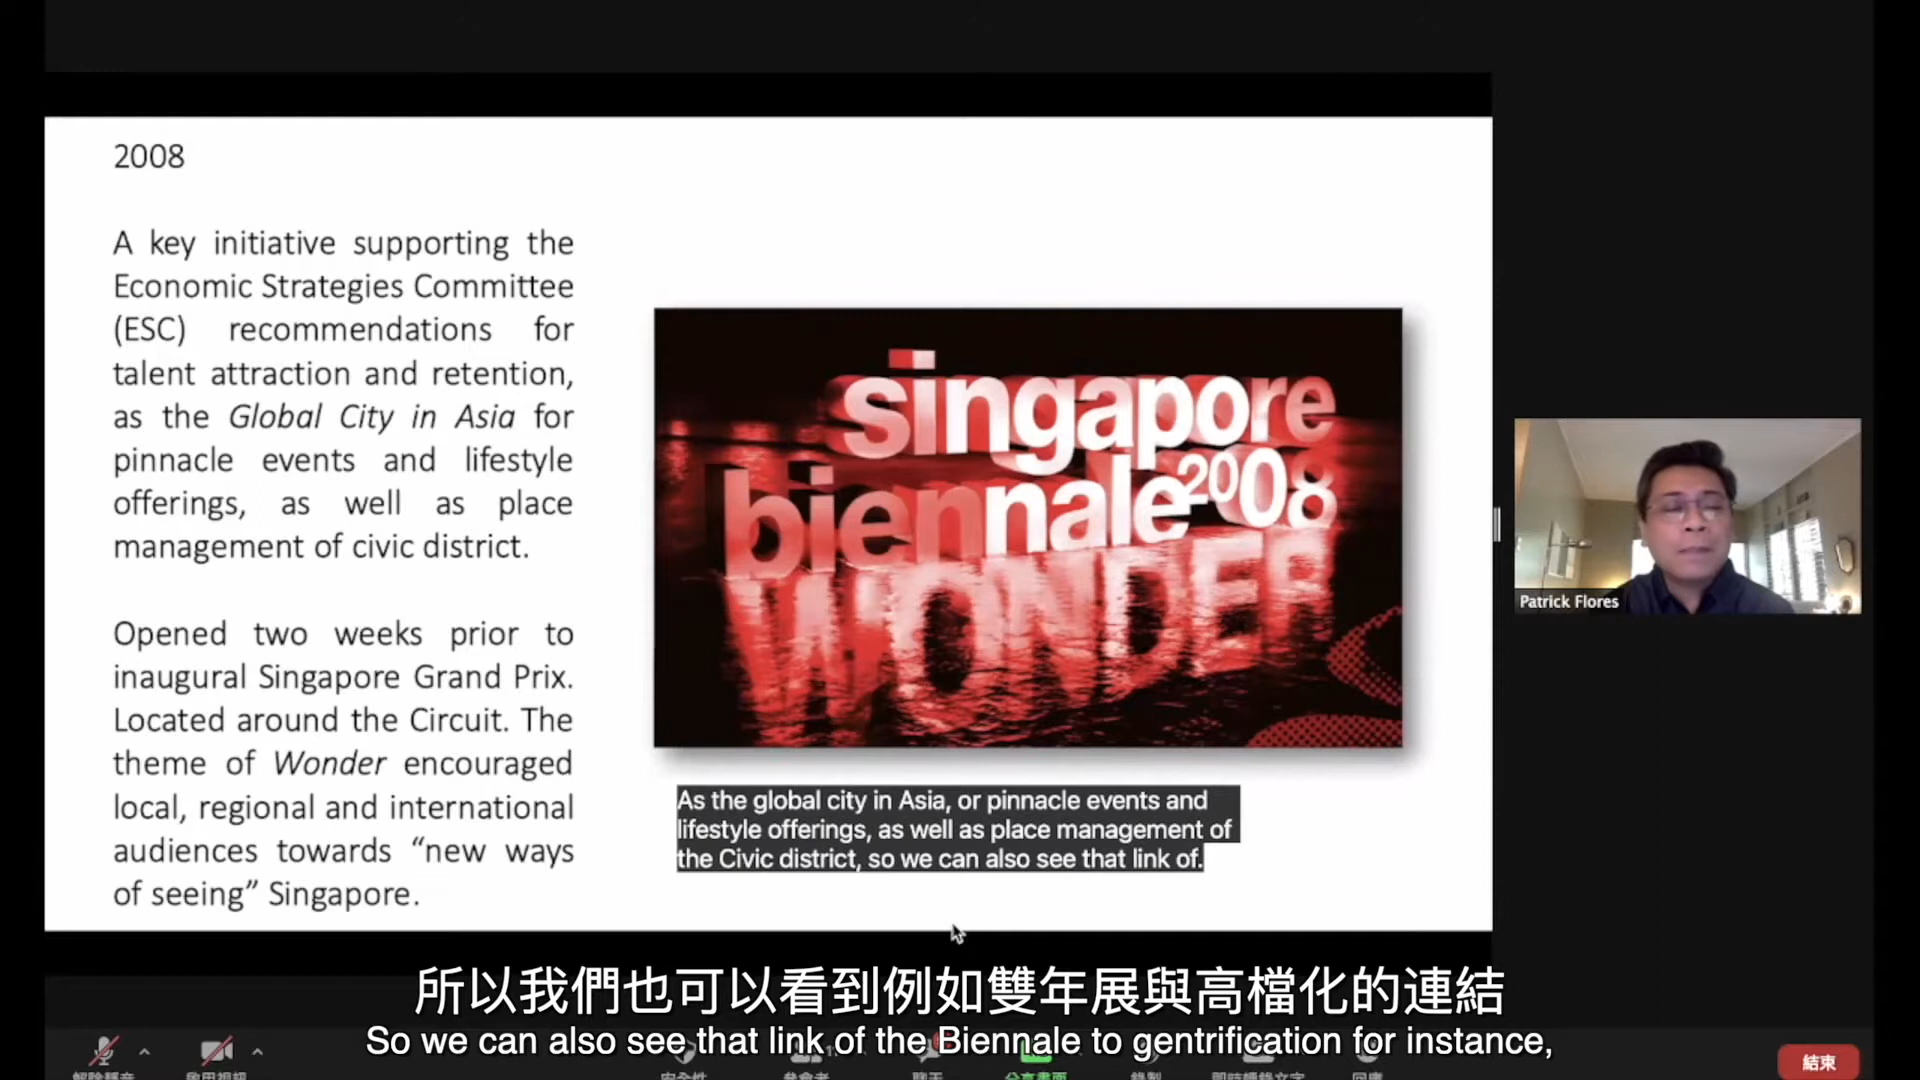 2008
A key initiative supporting the
Economic Strategies Committee
(ESC) recommendations for
talent attraction and retention,
as the Global City in Asia for
pinnacle events and lifestyle
offerings, as well as place
management of civic district.
Opened two weeks prior to
inaugural Singapore Grand Prix.
Located around the Circuit. The
theme of Wonder encouraged
local, regional and international
audiences towards “new ways
of seeing” Singapore.
singapore
biennale 2008
WONDER
As the global city in Asia, or pinnacle events and
lifestyle offerings, as well as place management of
the Civic district, so we can also see that link of.
Patrick Flores
所以我們也可以看到例如雙年展與高檔化的連結
So we can also see that link of the Biennale to gentrification for instance,
結束